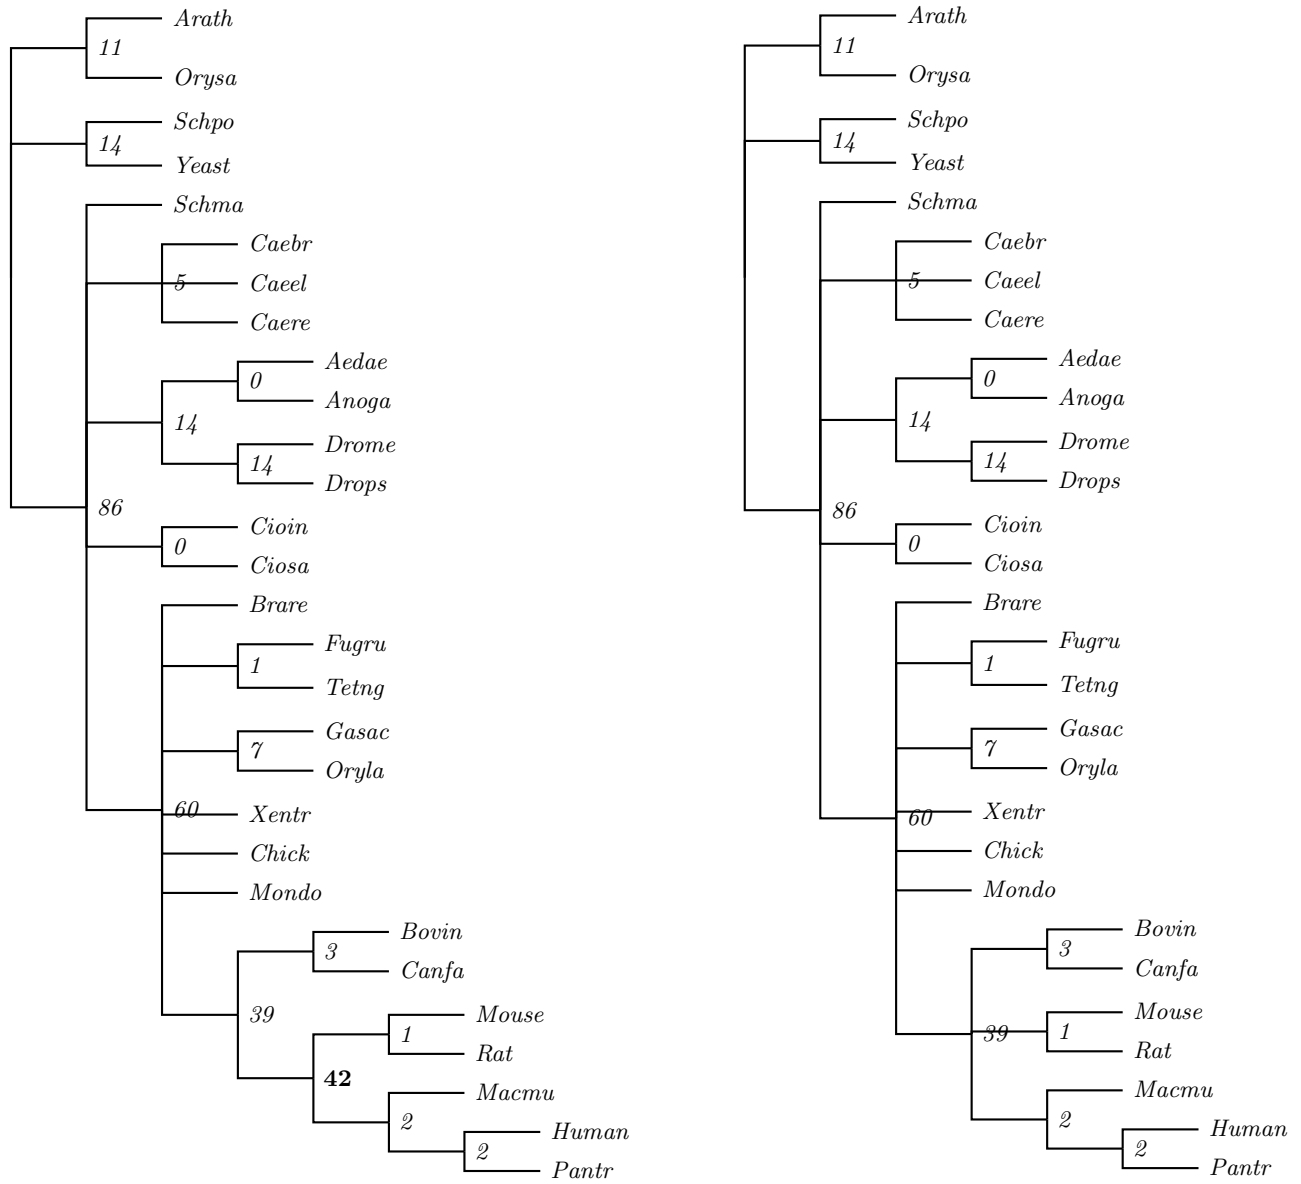 Arath
11
Orysa
Schpo
14
Yeast
Schma
Caebr
5
Caeel
Caere
Aedae
0
Anoga
14
Drome
14
Drops
86
Cioin
0
Ciosa
Brare
Fugru
1
Tetng
Gasac
7
Oryla
60
Xentr
Chick
Mondo
Bovin
3
Canfa
39
Mouse
1
Rat
42
Macmu
2
Human
2
Pantr
Arath
11
Orysa
Schpo
14
Yeast
Schma
Caebr
5
Caeel
Caere
Aedae
0
Anoga
14
Drome
14
Drops
86
Cioin
0
Ciosa
Brare
Fugru
1
Tetng
Gasac
7
Oryla
Xentr
60
Chick
Mondo
Bovin
3
Canfa
Mouse
39
1
Rat
Macmu
2
Human
2
Pantr